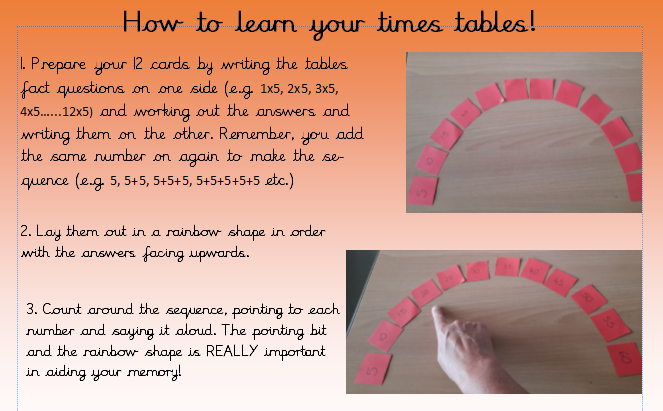 How to learn your times tables!
1. Prepare your 12 cards by writing the tables
fact questions on one side (e.g. 1x5, 2x5, 3x5,
4x5......12x5) and working out the answers and
writing them on the other. Remember, you add
the same number on again to make the se-
quence (e.g. 5, 5+5, 5+5+5, 5+5+5+5 etc.)
2. Lay them out in a rainbow shape in order
with the answers facing upwards.
3. Count around the sequence, pointing to each
number and saying it aloud. The pointing bit
and the rainbow shape is REALLY important
in aiding your memory!